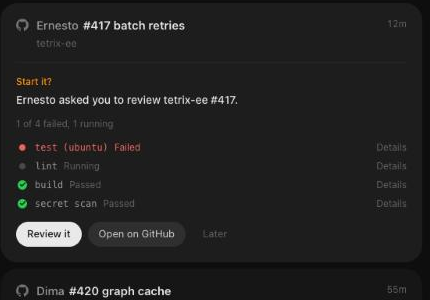 Ernesto #417 batch retries 12m
tetrix-ee
Start it?
Ernesto asked you to review tetrix-ee #417.
1 of 4 failed, 1 running
test (ubuntu) Failed Details
lint Running Details
build Passed Details
secret scan Passed Details
Review it Open on GitHub Later
Dima #420 graph cache 55m